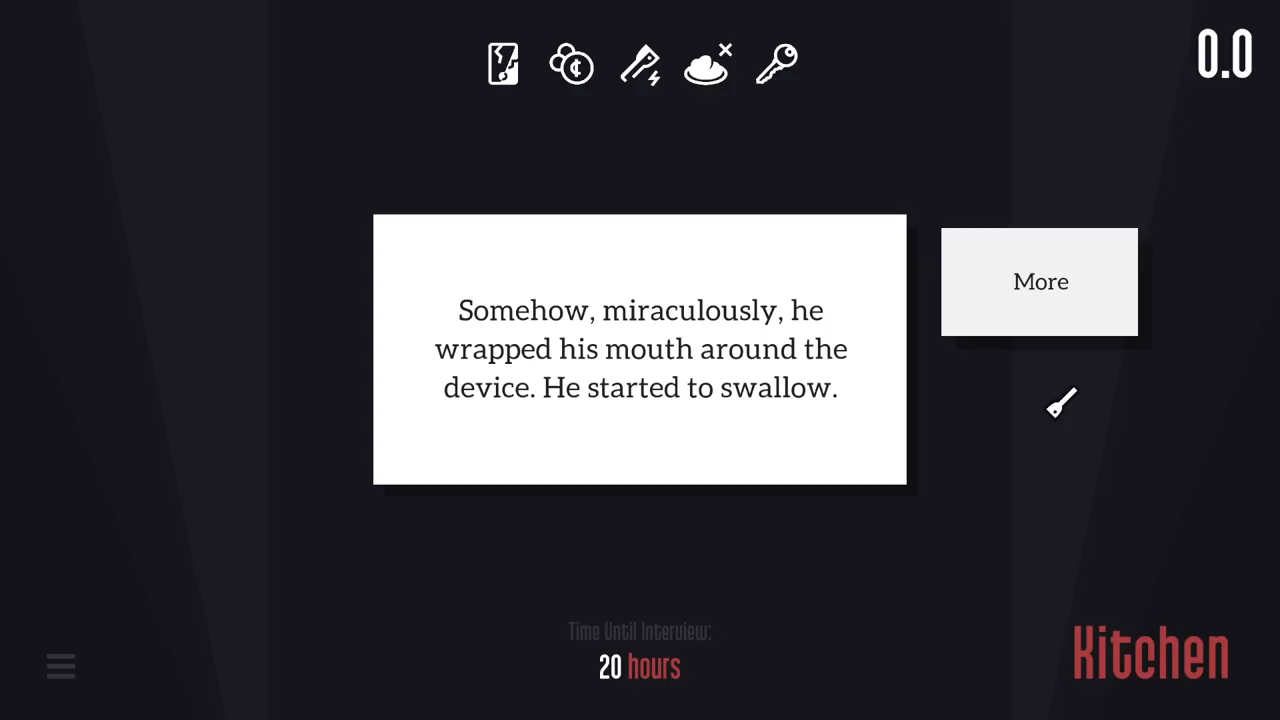 0.0
Somehow, miraculously, he
wrapped his mouth around the
device. He started to swallow.
More
Time Until Interview:
20 hours
Kitchen